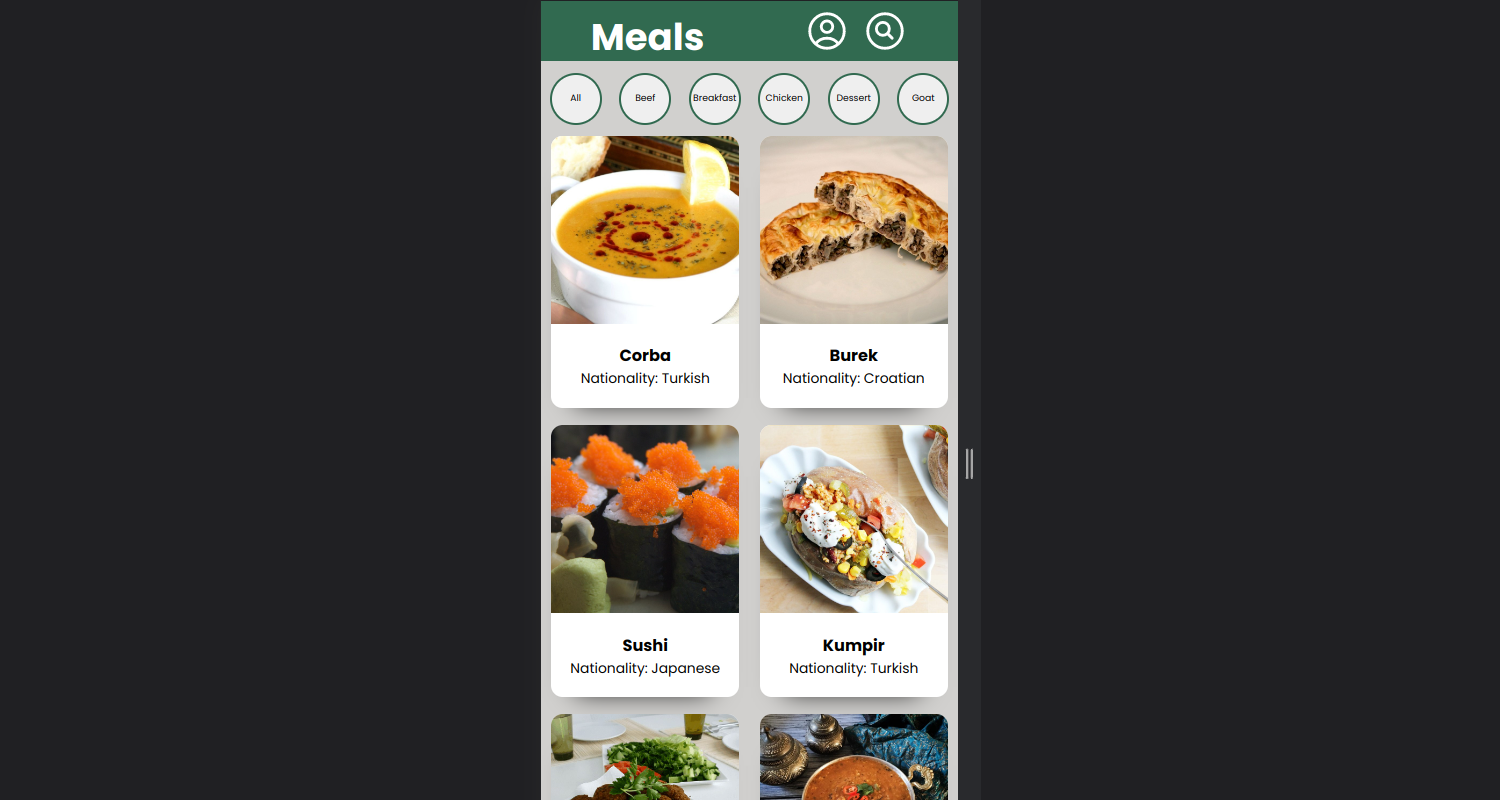 Meals
All
Beef
Breakfast
Chicken
Dessert
Goat
Corba
Nationality: Turkish
Burek
Nationality: Croatian
Sushi
Nationality: Japanese
Kumpir
Nationality: Turkish